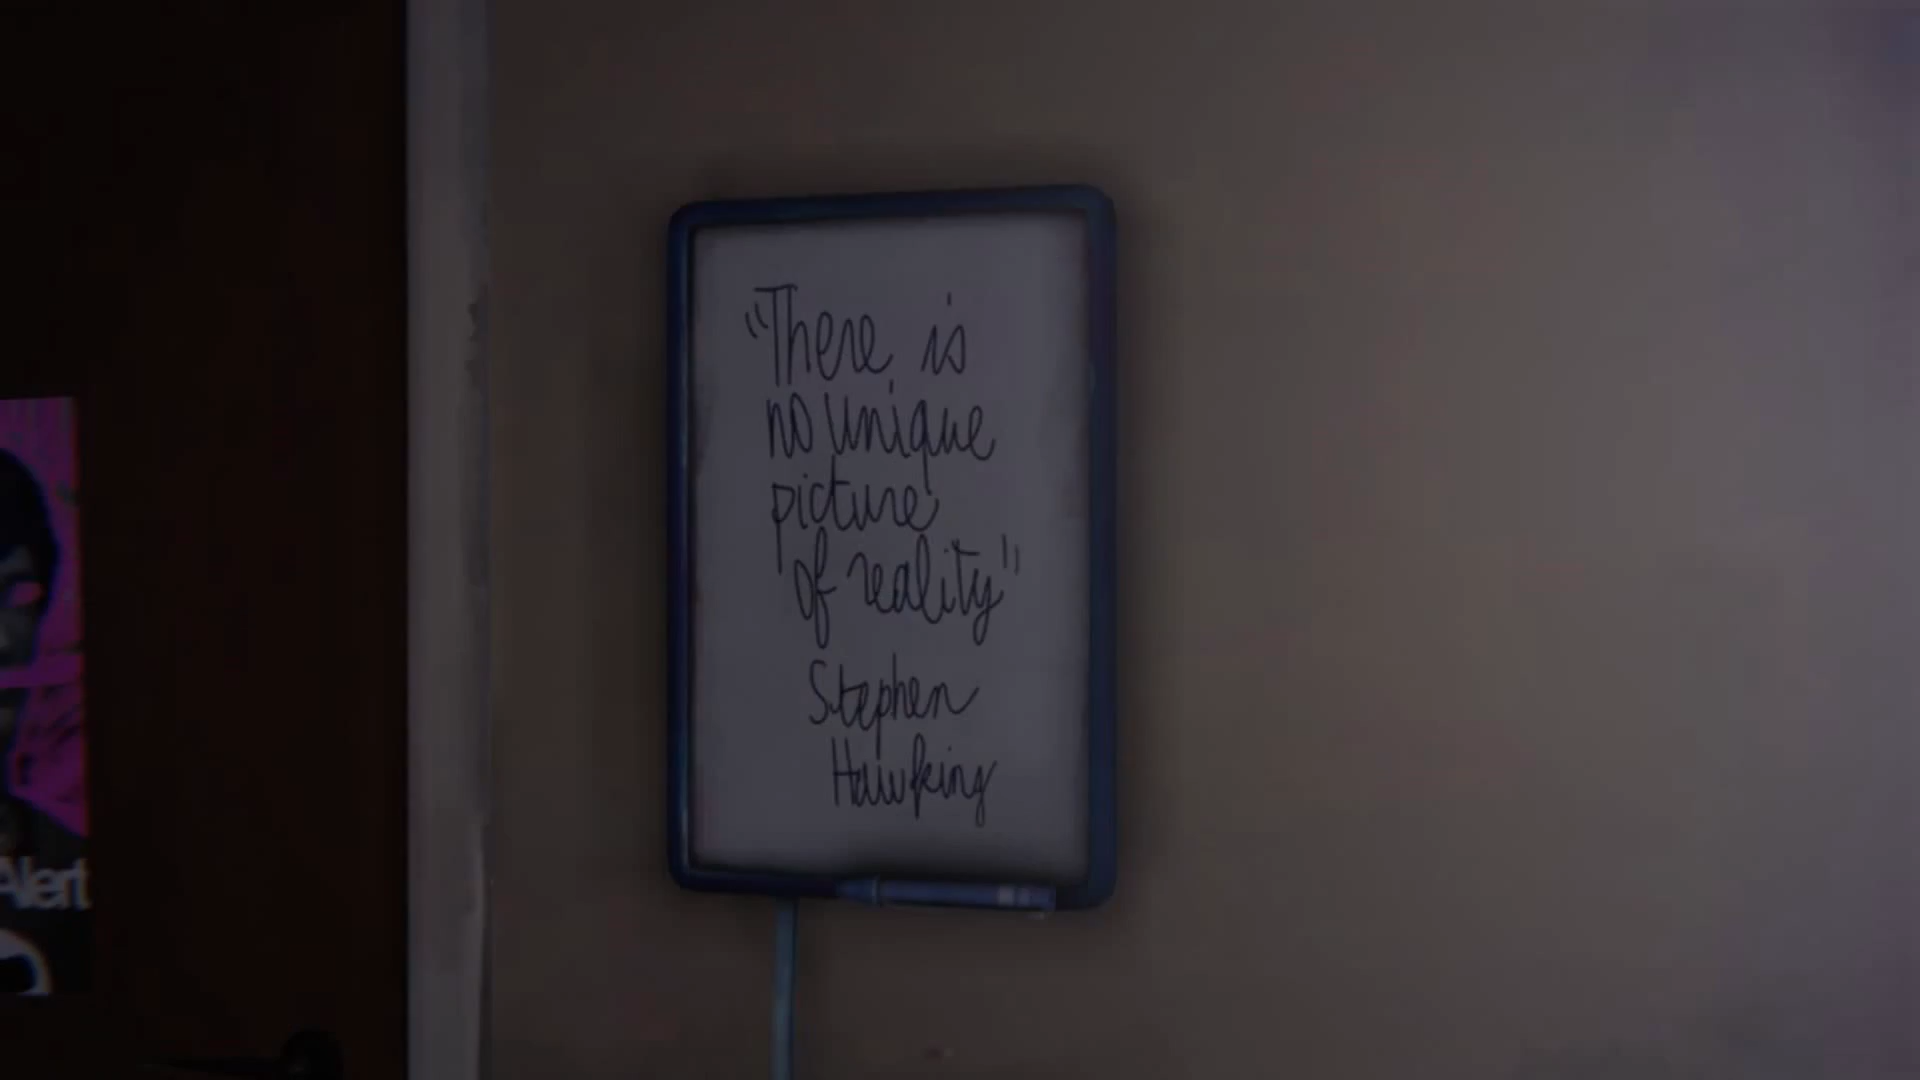 "There is
no unique
picture
of reality"
Stephen
Hawking
Alert